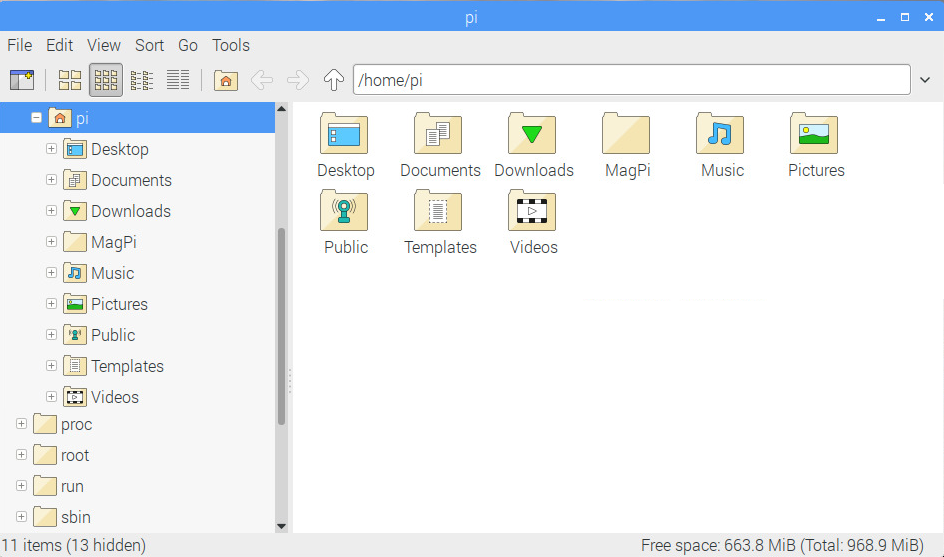 pi
File Edit View Sort Go Tools
/home/pi
pi
Desktop
Documents
Downloads
MagPi
Music
Pictures
Public
Templates
Videos
proc
root
run
sbin
Desktop Documents Downloads MagPi Music Pictures
Public Templates Videos
11 items (13 hidden) Free space: 663.8 MiB (Total: 968.9 MiB)